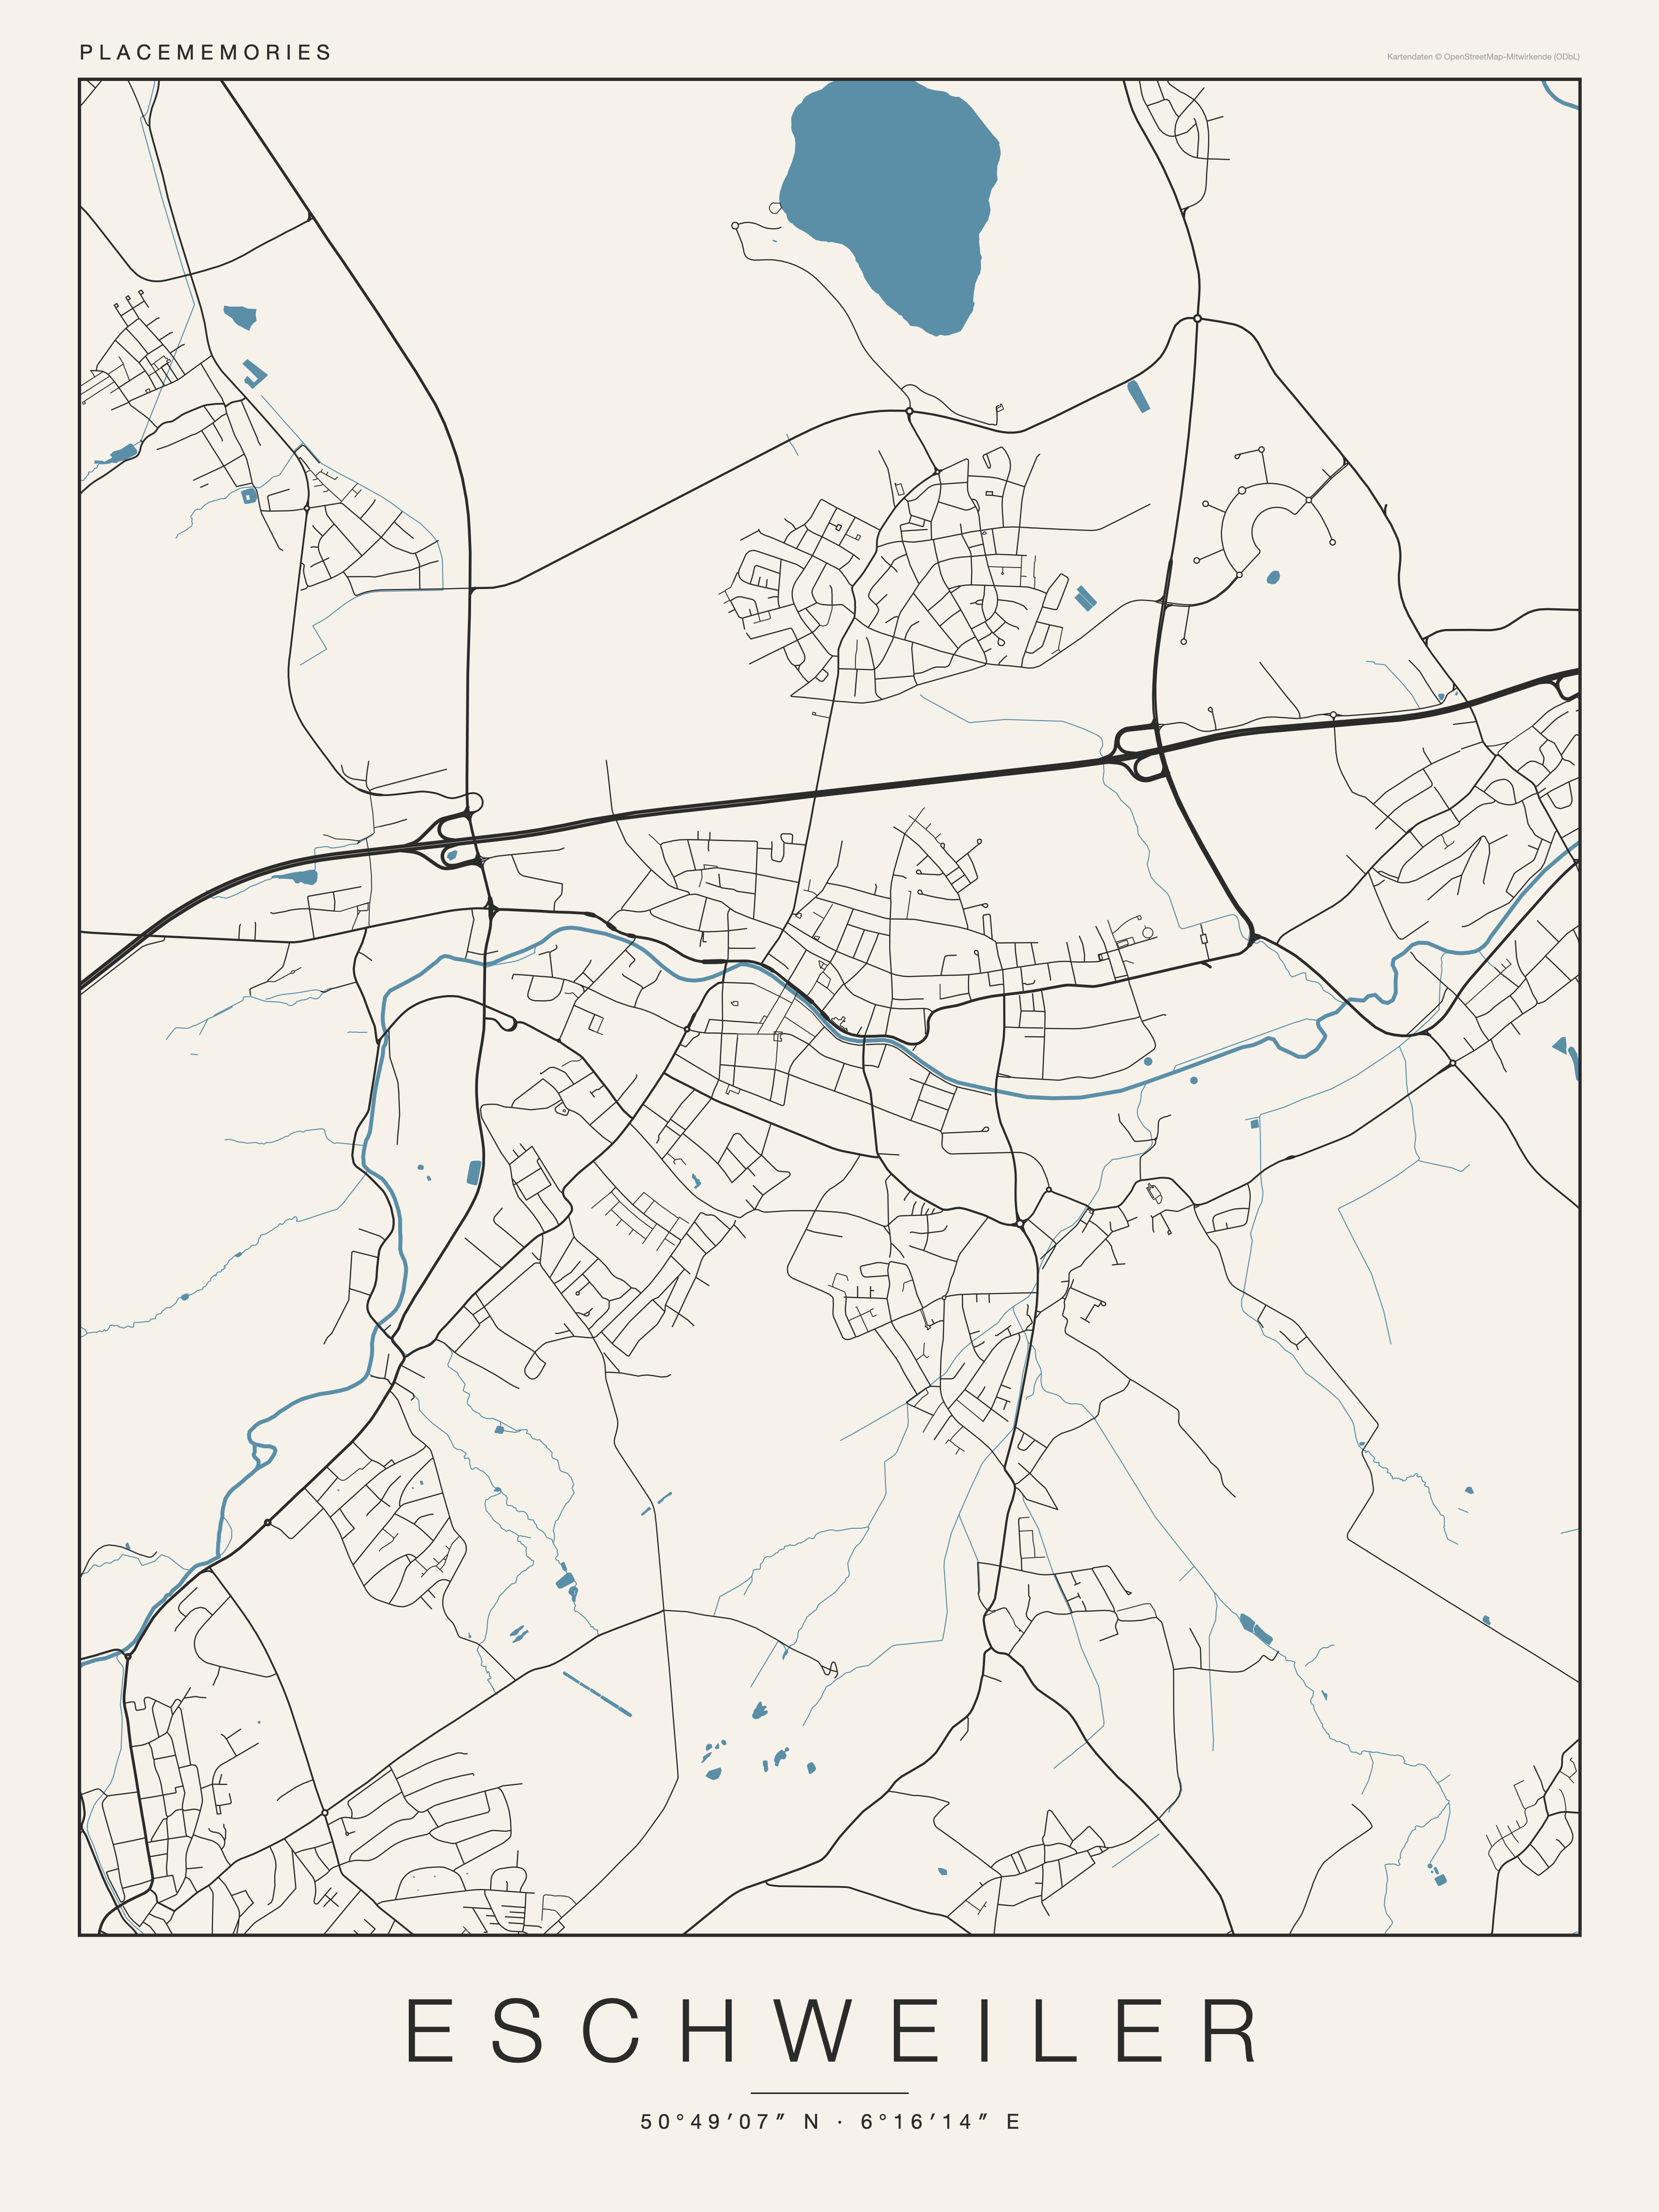 PLACEMEMORIES
Kartendaten © OpenStreetMap-Mitwirkende (ODbL)
ESCHWEILER
50°49′07″ N · 6°16′14″ E